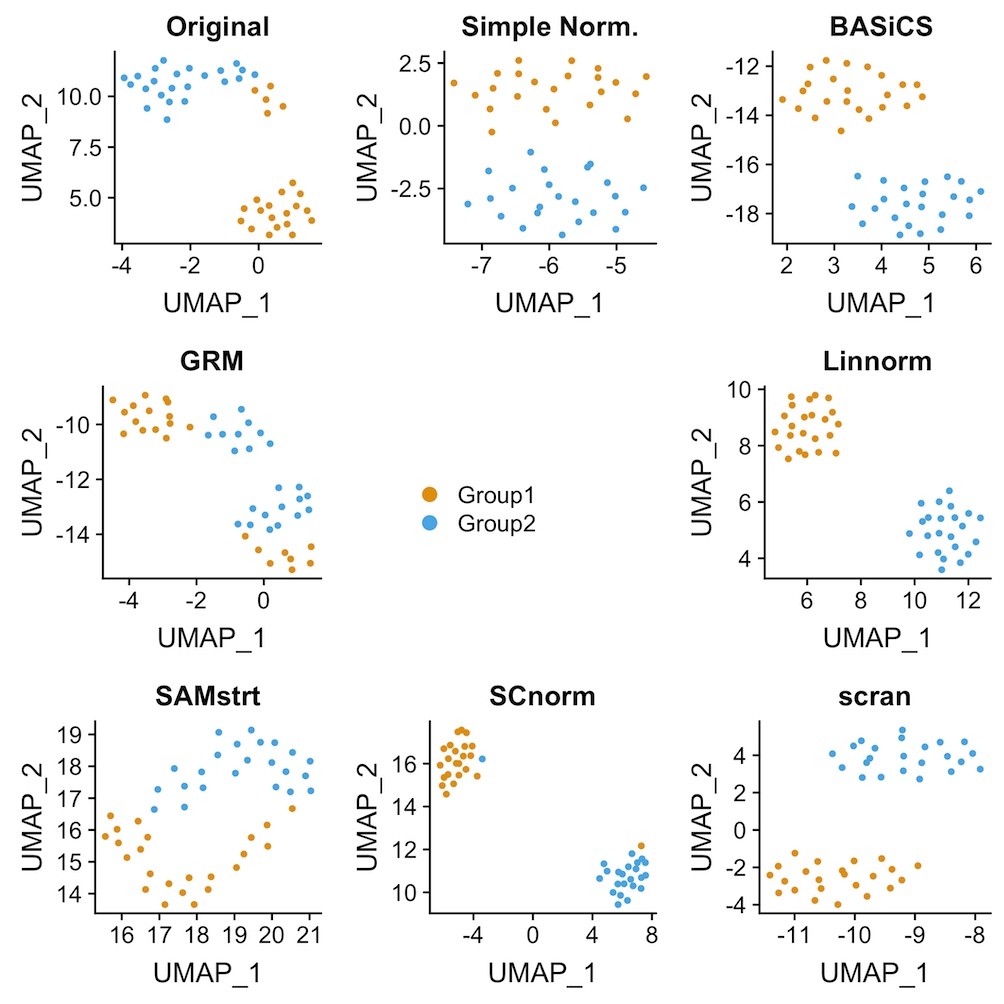 Original
10.0
7.5
5.0
UMAP_2
-4
-2
0
UMAP_1
Simple Norm.
2.5
0.0
-2.5
UMAP_2
-7
-6
-5
UMAP_1
BASiCS
-12
-14
-16
-18
UMAP_2
2
3
4
5
6
UMAP_1
GRM
-10
-12
-14
UMAP_2
-4
-2
0
UMAP_1
Group1
Group2
Linnorm
10
8
6
4
UMAP_2
6
8
10
12
UMAP_1
SAMstrt
19
18
17
16
15
14
UMAP_2
16
17
18
19
20
21
UMAP_1
SCnorm
16
14
12
10
UMAP_2
-4
0
4
8
UMAP_1
scran
4
2
0
-2
-4
UMAP_2
-11
-10
-9
-8
UMAP_1